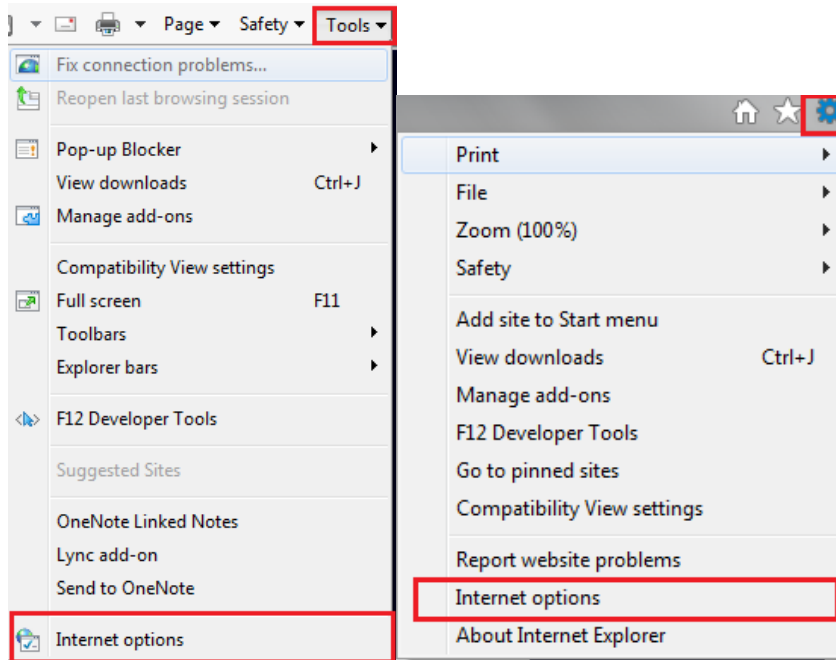 Page Safety Tools
Fix connection problems...
Reopen last browsing session
Pop-up Blocker
View downloads Ctrl+J
Manage add-ons
Compatibility View settings
Full screen F11
Toolbars
Explorer bars
F12 Developer Tools
Suggested Sites
OneNote Linked Notes
Lync add-on
Send to OneNote
Internet options
Print
File
Zoom (100%)
Safety
Add site to Start menu
View downloads Ctrl+J
Manage add-ons
F12 Developer Tools
Go to pinned sites
Compatibility View settings
Report website problems
Internet options
About Internet Explorer